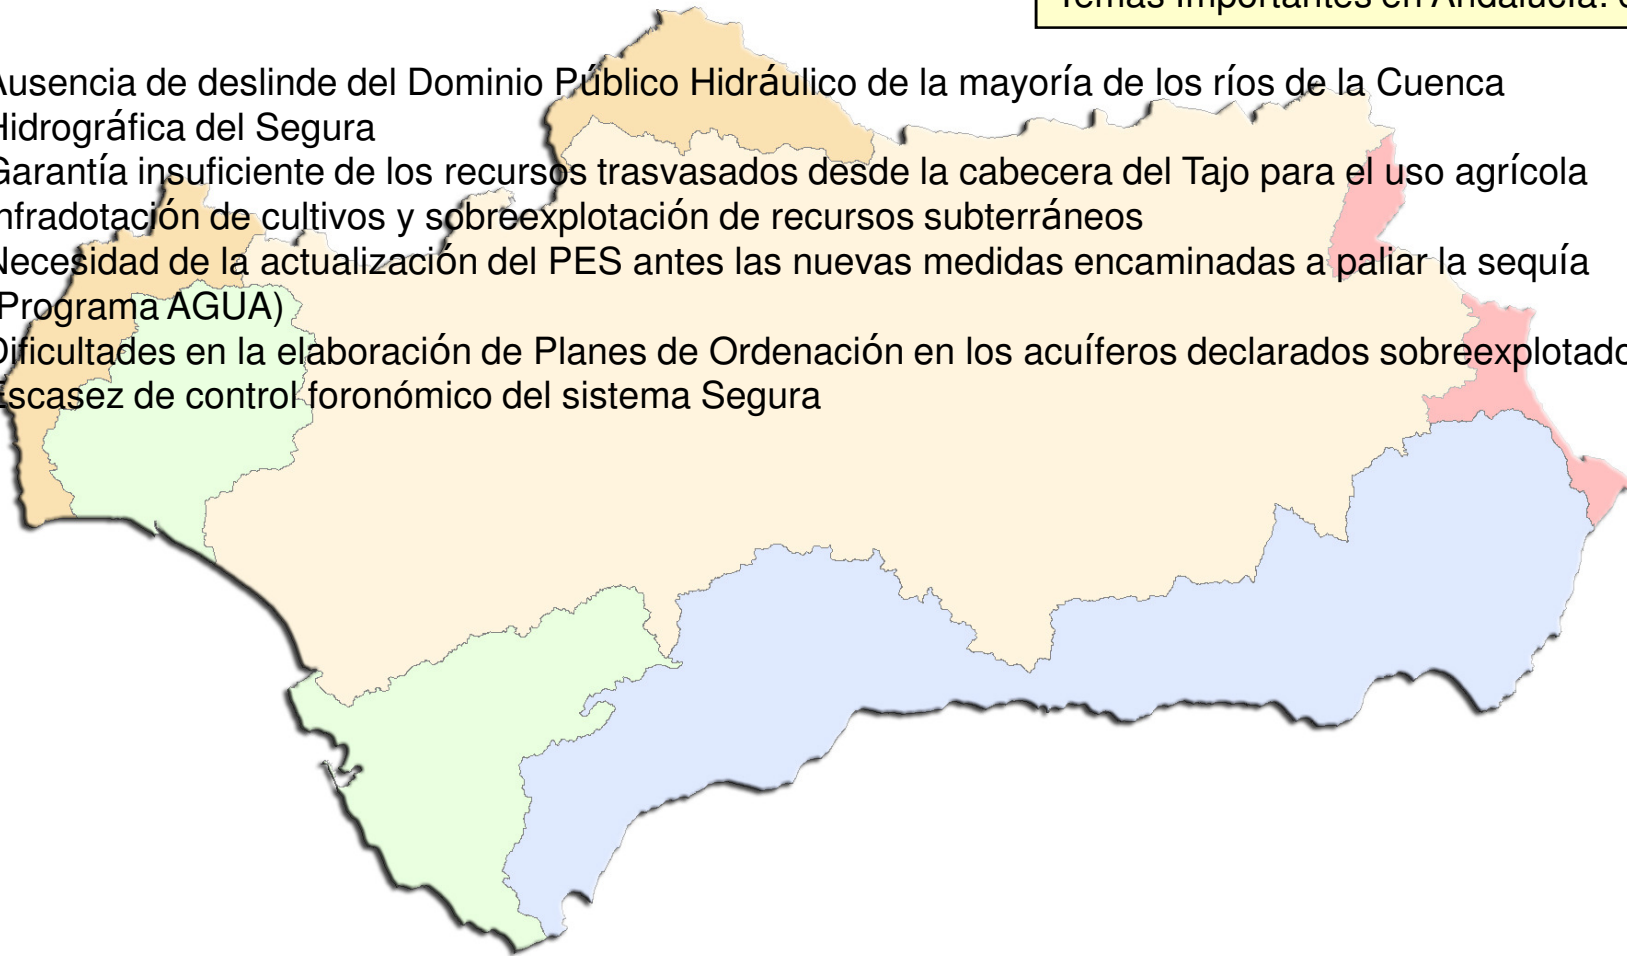 Temas Importantes en Andalucía:
Ausencia de deslinde del Dominio Público Hidráulico de la mayoría de los ríos de la Cuenca
Hidrográfica del Segura
Garantía insuficiente de los recursos trasvasados desde la cabecera del Tajo para el uso agrícola
Infradotación de cultivos y sobreexplotación de recursos subterráneos
Necesidad de la actualización del PES antes las nuevas medidas encaminadas a paliar la sequía
(Programa AGUA)
Dificultades en la elaboración de Planes de Ordenación en los acuíferos declarados sobreexplotado
Escasez de control foronómico del sistema Segura